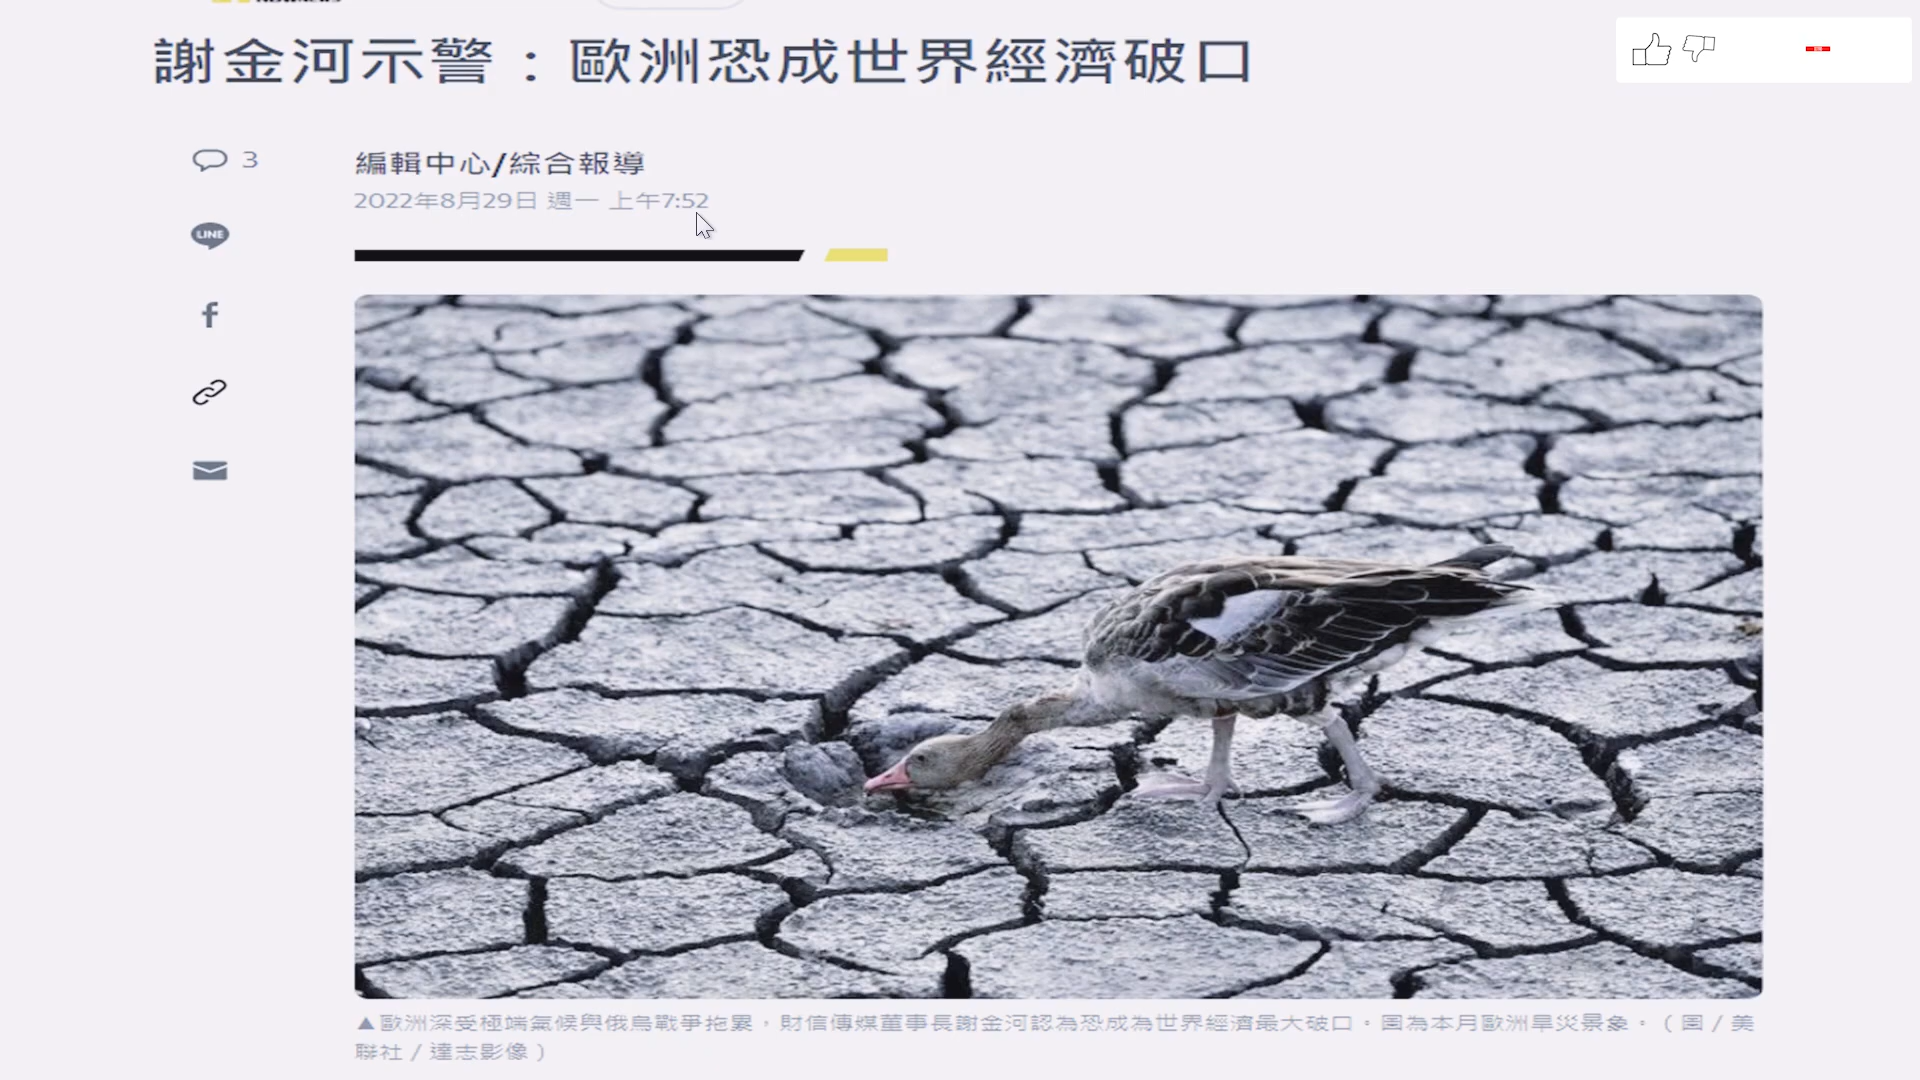 謝金河示警：歐洲恐成世界經濟破口
3
編輯中心/綜合報導
2022年8月29日 週一 上午7:52
LINE
▲歐洲深受極端氣候與俄烏戰爭拖累，財信傳媒董事長謝金河認為恐成為世界經濟最大破口。圖為本月歐洲旱災景象。（圖／美
聯社／達志影像）